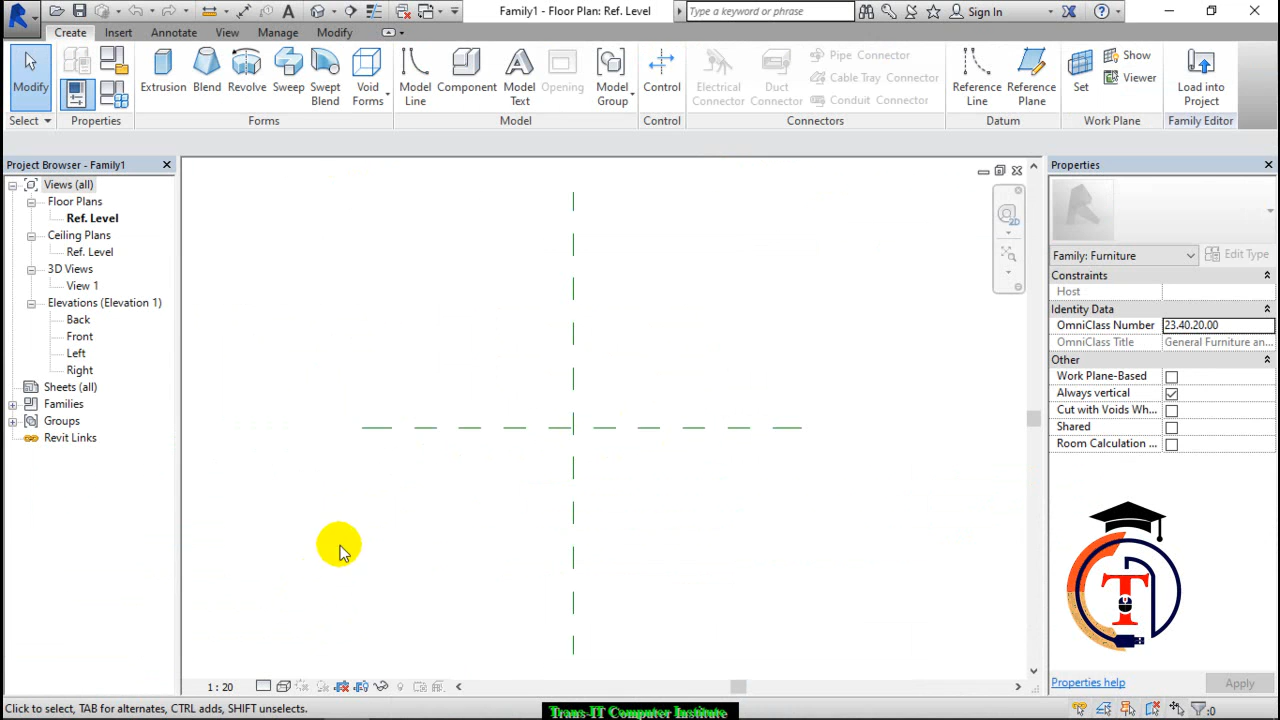 Family1 - Floor Plan: Ref. Level
Type a keyword or phrase
Sign In
Create
Insert
Annotate
View
Manage
Modify
Modify
Extrusion
Blend
Revolve
Sweep
Swept Blend
Void Forms
Model Line
Component
Model Text
Opening
Model Group
Control
Electrical Connector
Duct Connector
Pipe Connector
Cable Tray Connector
Conduit Connector
Reference Line
Reference Plane
Set
Show
Viewer
Load into Project
Select
Properties
Forms
Model
Control
Connectors
Datum
Work Plane
Family Editor
Project Browser - Family1
Views (all)
Floor Plans
Ref. Level
Ceiling Plans
Ref. Level
3D Views
View 1
Elevations (Elevation 1)
Back
Front
Left
Right
Sheets (all)
Families
Groups
Revit Links
2D
Properties
Family: Furniture
Edit Type
Constraints
Host
Identity Data
OmniClass Number 23.40.20.00
OmniClass Title General Furniture an...
Other
Work Plane-Based
Always vertical
Cut with Voids Wh...
Shared
Room Calculation ...
T
Properties help
Apply
1 : 20
Click to select, TAB for alternates, CTRL adds, SHIFT unselects.
Trans-IT Computer Institute
:0